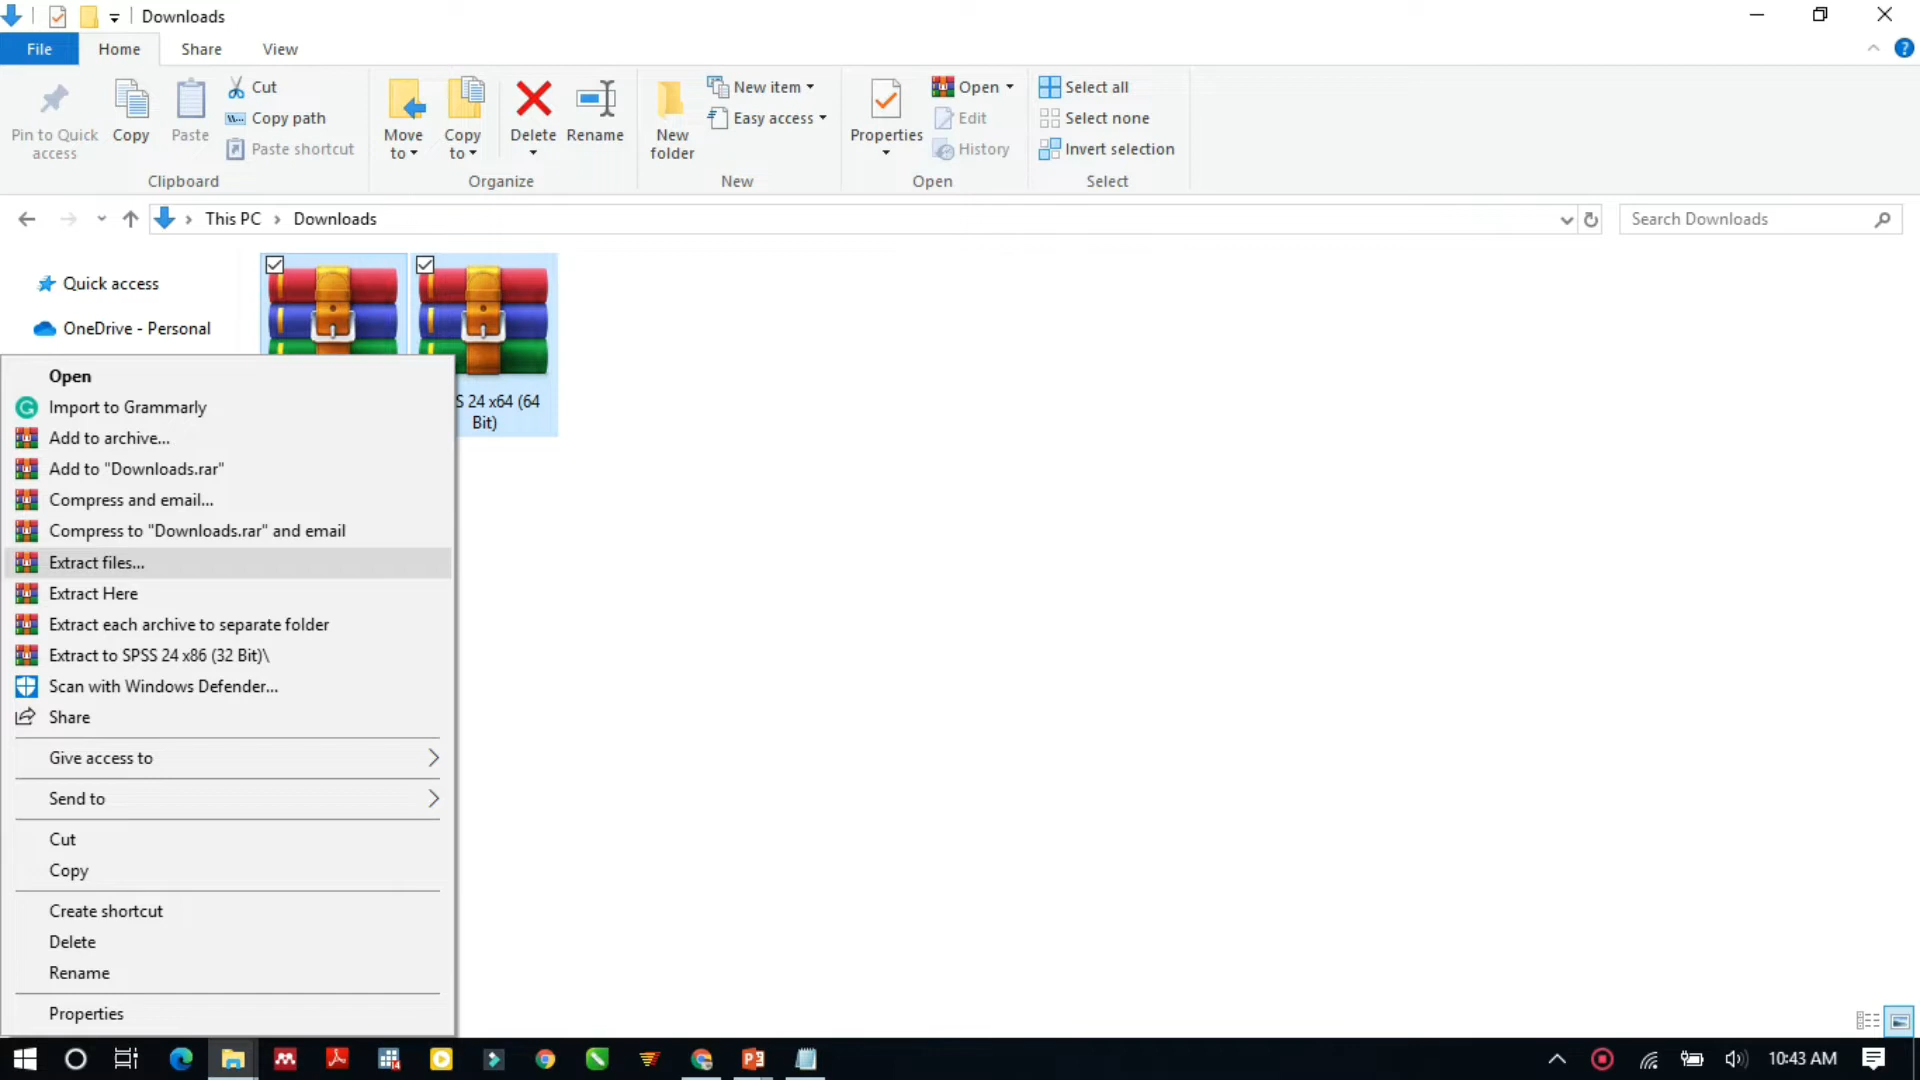 Downloads
File Home Share View
Pin to Quick access
Copy
Paste
Cut
Copy path
Paste shortcut
Clipboard
Move to
Copy to
Delete
Rename
Organize
New folder
New item
Easy access
New
Properties
Open
Edit
History
Open
Select all
Select none
Invert selection
Select
This PC > Downloads
Search Downloads
Quick access
OneDrive - Personal
S 24 x64 (64
Bit)
Open
Import to Grammarly
Add to archive...
Add to "Downloads.rar"
Compress and email...
Compress to "Downloads.rar" and email
Extract files...
Extract Here
Extract each archive to separate folder
Extract to SPSS 24 x86 (32 Bit)\
Scan with Windows Defender...
Share
Give access to
Send to
Cut
Copy
Create shortcut
Delete
Rename
Properties
10:43 AM